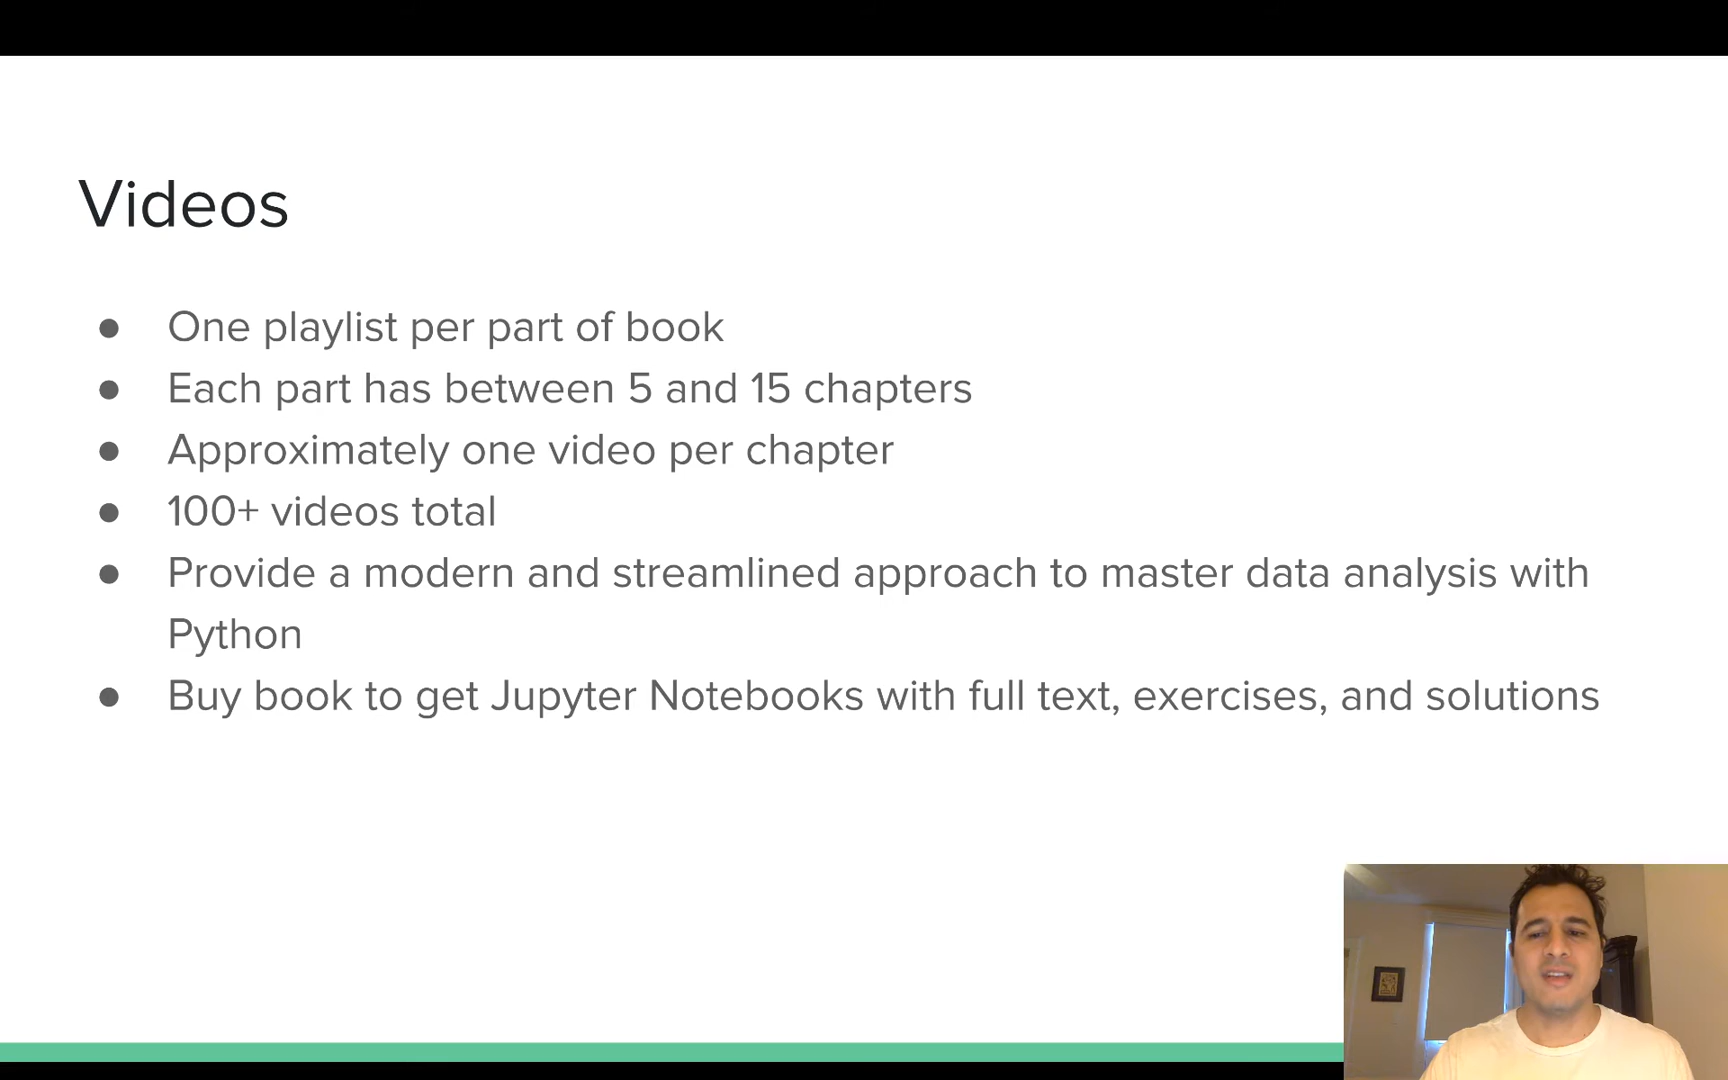 Videos
● One playlist per part of book
● Each part has between 5 and 15 chapters
● Approximately one video per chapter
● 100+ videos total
● Provide a modern and streamlined approach to master data analysis with
Python
● Buy book to get Jupyter Notebooks with full text, exercises, and solutions